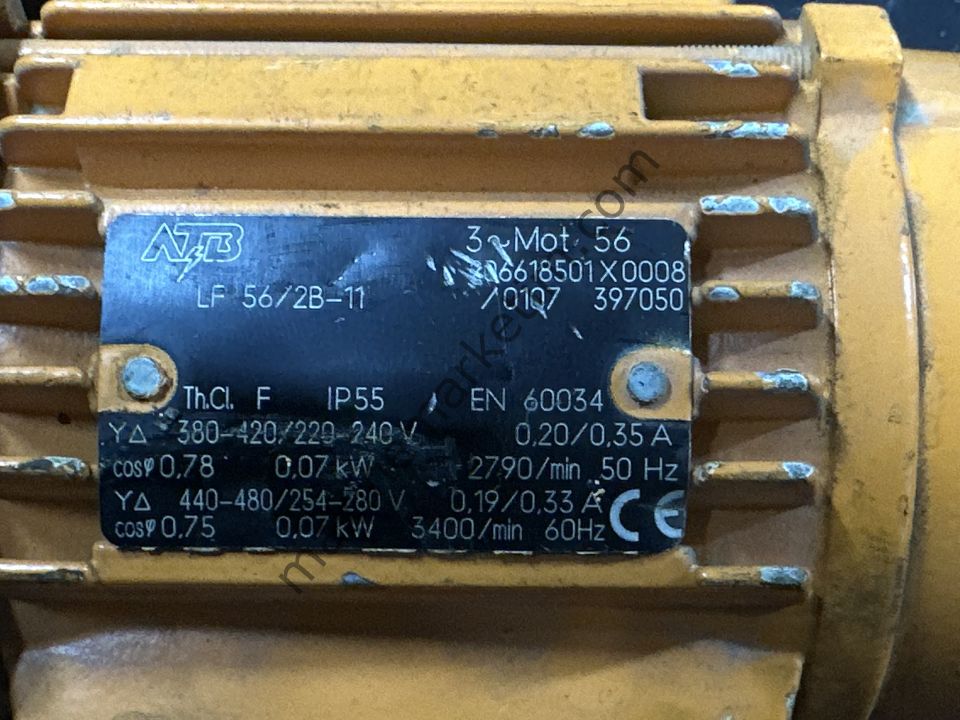 ATB
3~Mot 56
6618501X0008
LF 56/2B-11
/0107 397050
Th.Cl. F IP55 EN 60034
Y∆ 380-420/220-240 V 0,20/0,35 A
cosφ 0,78 0,07 kW 2790/min 50 Hz
Y∆ 440-480/254-280 V 0,19/0,33 A
cosφ 0,75 0,07 kW 3400/min 60Hz
CE